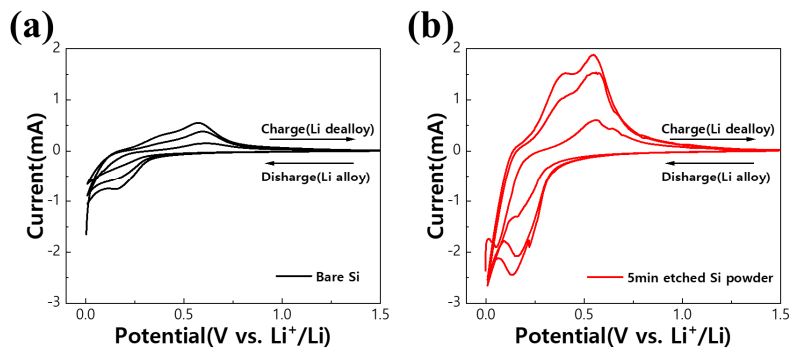 (a)
2
1
0
-1
-2
-3
Current(mA)
Charge(Li dealloy)
Disharge(Li alloy)
Bare Si
0.0 0.5 1.0 1.5
Potential(V vs. Li⁺/Li)
(b)
2
1
0
-1
-2
-3
Current(mA)
Charge(Li dealloy)
Disharge(Li alloy)
5min etched Si powder
0.0 0.5 1.0 1.5
Potential(V vs. Li⁺/Li)